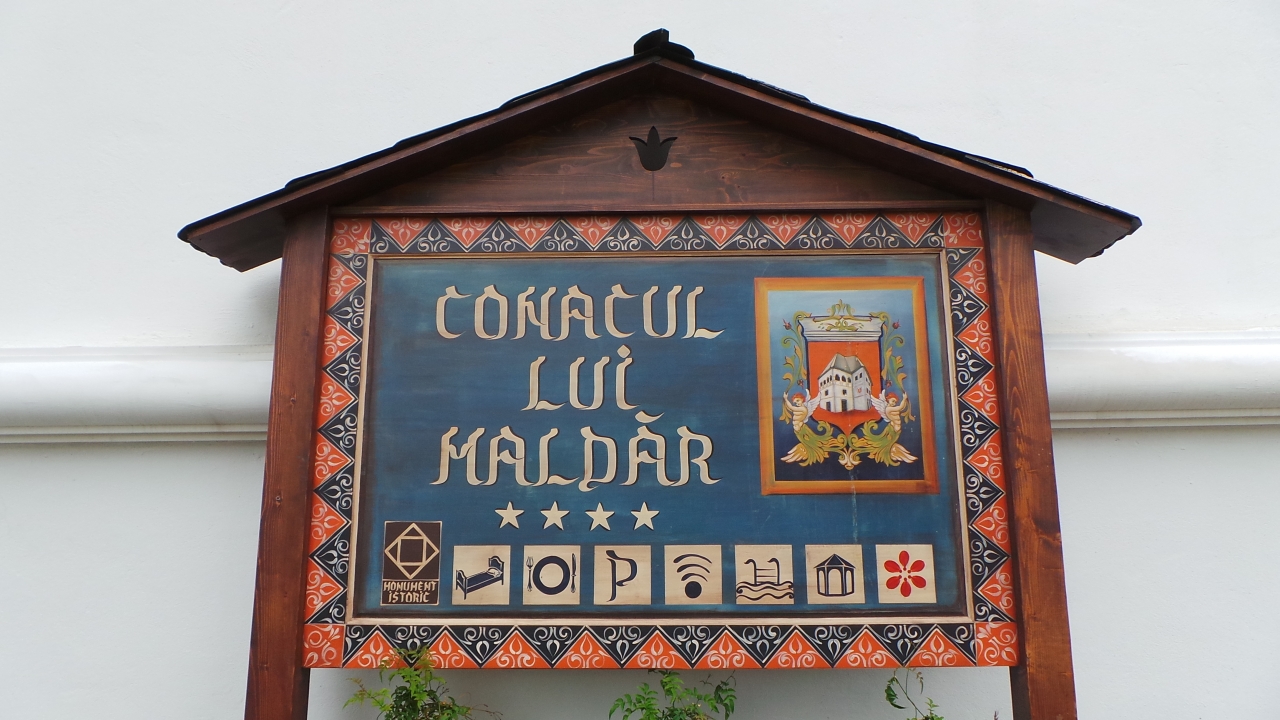 CONACUL
LUI
MALDĂR
MONUMENT
ISTORIC
P